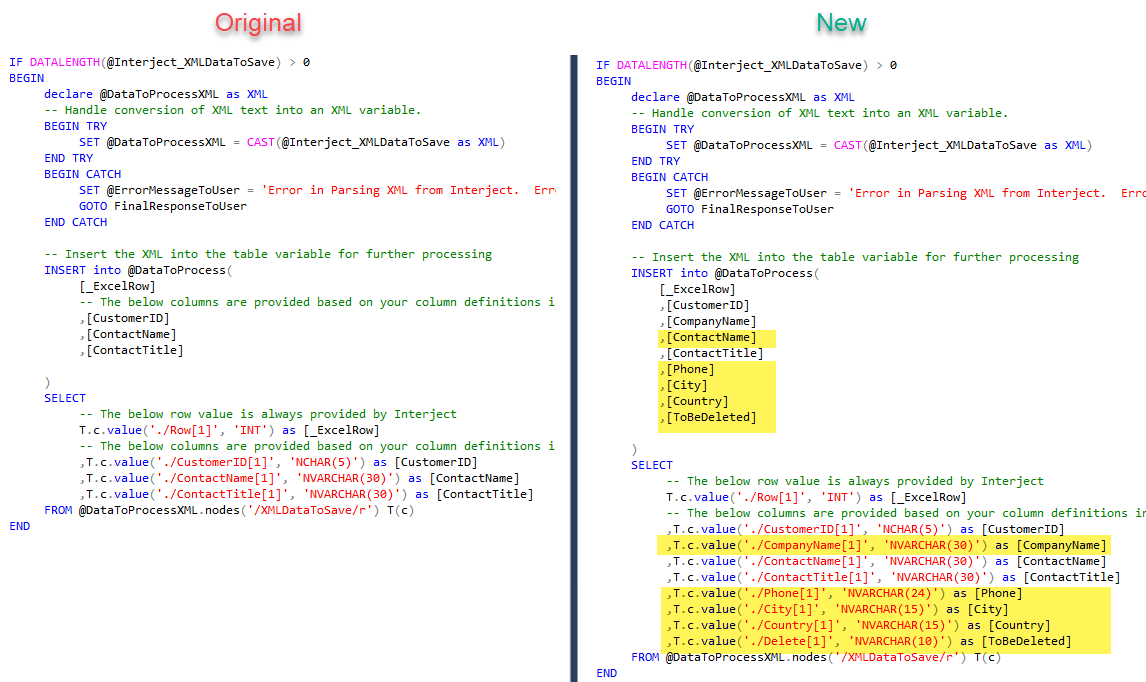 Original
IF DATALENGTH(@Interject_XMLDataToSave) > 0
BEGIN
declare @DataToProcessXML as XML
-- Handle conversion of XML text into an XML variable.
BEGIN TRY
SET @DataToProcessXML = CAST(@Interject_XMLDataToSave as XML)
END TRY
BEGIN CATCH
SET @ErrorMessageToUser = 'Error in Parsing XML from Interject.  Err
GOTO FinalResponseToUser
END CATCH
-- Insert the XML into the table variable for further processing
INSERT into @DataToProcess(
[_ExcelRow]
-- The below columns are provided based on your column definitions i
,[CustomerID]
,[ContactName]
,[ContactTitle]
)
SELECT
-- The below row value is always provided by Interject
T.c.value('./Row[1]', 'INT') as [_ExcelRow]
-- The below columns are provided based on your column definitions i
,T.c.value('./CustomerID[1]', 'NCHAR(5)') as [CustomerID]
,T.c.value('./ContactName[1]', 'NVARCHAR(30)') as [ContactName]
,T.c.value('./ContactTitle[1]', 'NVARCHAR(30)') as [ContactTitle]
FROM @DataToProcessXML.nodes('/XMLDataToSave/r') T(c)
END
New
IF DATALENGTH(@Interject_XMLDataToSave) > 0
BEGIN
declare @DataToProcessXML as XML
-- Handle conversion of XML text into an XML variable.
BEGIN TRY
SET @DataToProcessXML = CAST(@Interject_XMLDataToSave as XML)
END TRY
BEGIN CATCH
SET @ErrorMessageToUser = 'Error in Parsing XML from Interject.  Erro
GOTO FinalResponseToUser
END CATCH
-- Insert the XML into the table variable for further processing
INSERT into @DataToProcess(
[_ExcelRow]
,[CustomerID]
,[CompanyName]
,[ContactName]
,[ContactTitle]
,[Phone]
,[City]
,[Country]
,[ToBeDeleted]
)
SELECT
-- The below row value is always provided by Interject
T.c.value('./Row[1]', 'INT') as [_ExcelRow]
-- The below columns are provided based on your column definitions in
,T.c.value('./CustomerID[1]', 'NCHAR(5)') as [CustomerID]
,T.c.value('./CompanyName[1]', 'NVARCHAR(30)') as [CompanyName]
,T.c.value('./ContactName[1]', 'NVARCHAR(30)') as [ContactName]
,T.c.value('./ContactTitle[1]', 'NVARCHAR(30)') as [ContactTitle]
,T.c.value('./Phone[1]', 'NVARCHAR(24)') as [Phone]
,T.c.value('./City[1]', 'NVARCHAR(15)') as [City]
,T.c.value('./Country[1]', 'NVARCHAR(15)') as [Country]
,T.c.value('./Delete[1]', 'NVARCHAR(10)') as [ToBeDeleted]
FROM @DataToProcessXML.nodes('/XMLDataToSave/r') T(c)
END